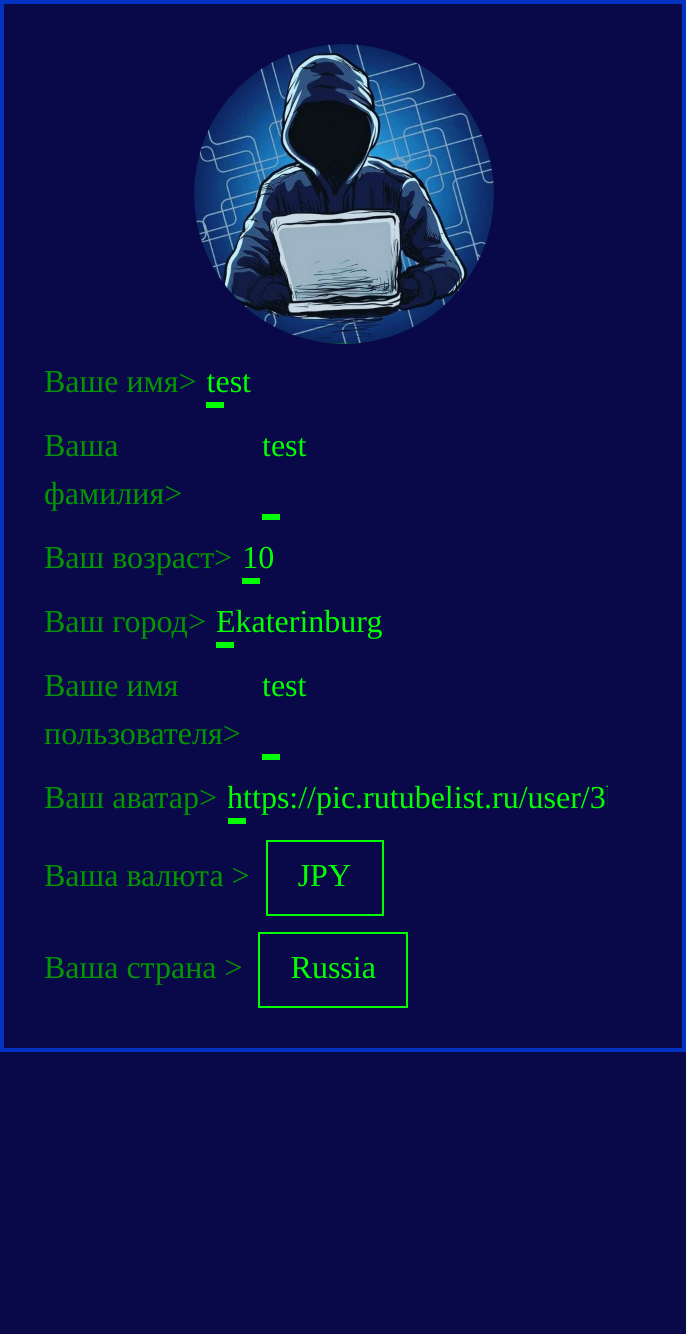 Ваше имя> test
Ваша test
фамилия>
Ваш возраст> 10
Ваш город> Ekaterinburg
Ваше имя test
пользователя>
Ваш аватар> https://pic.rutubelist.ru/user/3
Ваша валюта > JPY
Ваша страна > Russia